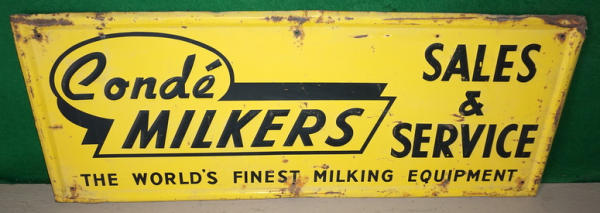 Condé
MILKERS
SALES
&
SERVICE
THE WORLD'S FINEST MILKING EQUIPMENT